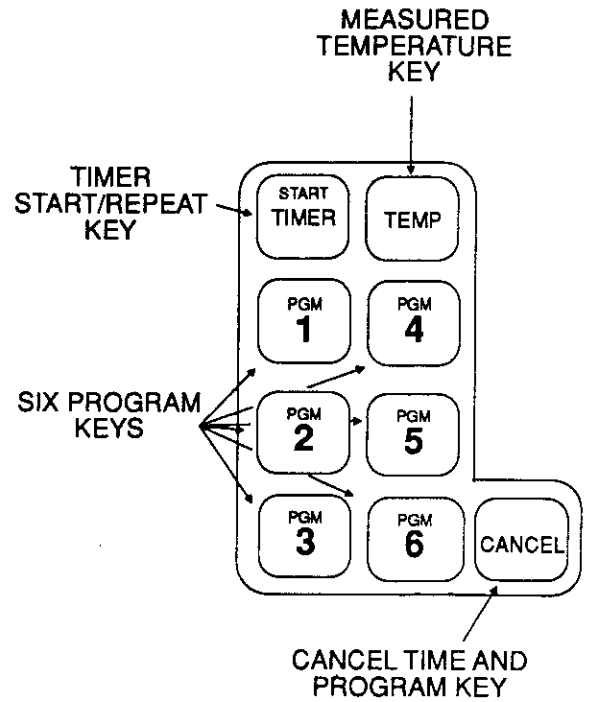 MEASURED
TEMPERATURE
KEY
TIMER
START/REPEAT
KEY
START
TIMER
TEMP
PGM
1
PGM
4
SIX PROGRAM
KEYS
PGM
2
PGM
5
PGM
3
PGM
6
CANCEL
CANCEL TIME AND
PROGRAM KEY